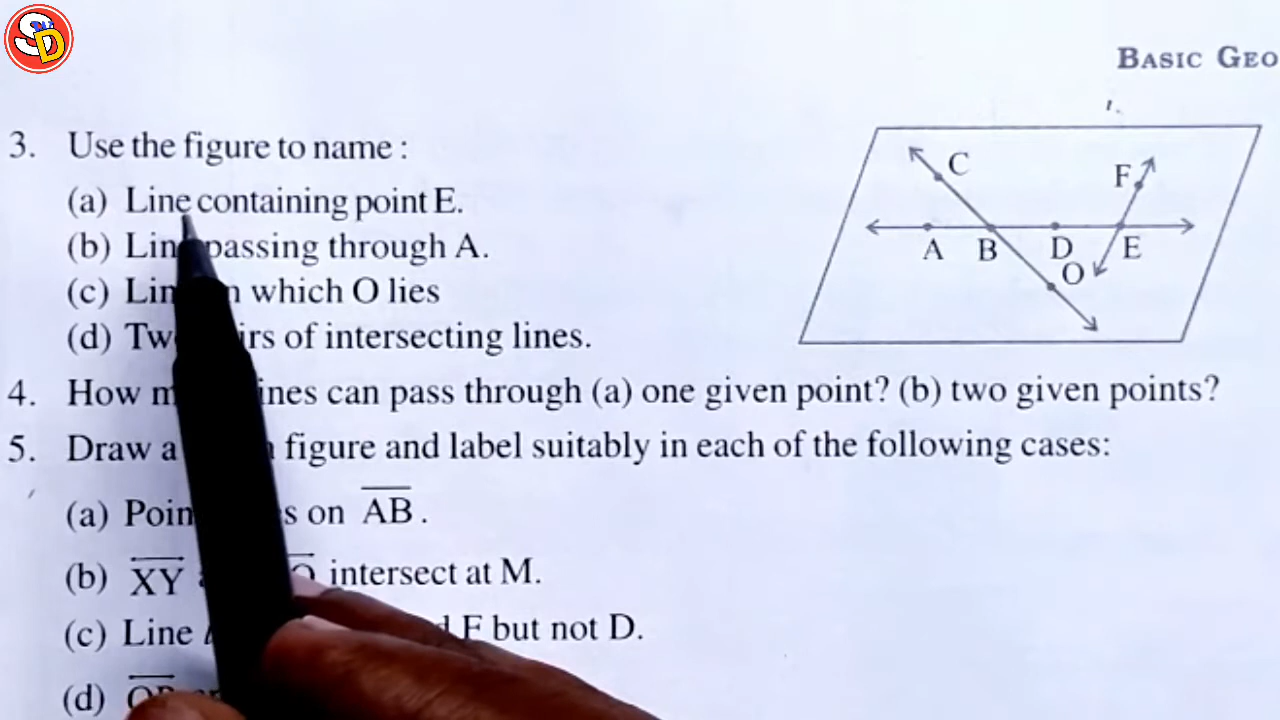 SD
BASIC GEO
3. Use the figure to name :
(a) Line containing point E.
(b) Lin passing through A.
(c) Lin n which O lies
(d) Tw irs of intersecting lines.
C
F
A B D E
O
4. How m ines can pass through (a) one given point? (b) two given points?
5. Draw a figure and label suitably in each of the following cases:
(a) Poin s on AB.
(b) XY intersect at M.
(c) Line l F but not D.
(d)